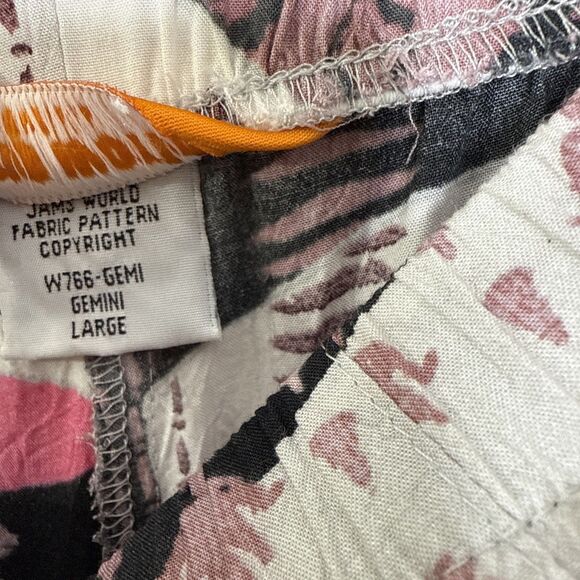 JAMS WORLD
FABRIC PATTERN
COPYRIGHT
W766-GEMI
GEMINI
LARGE